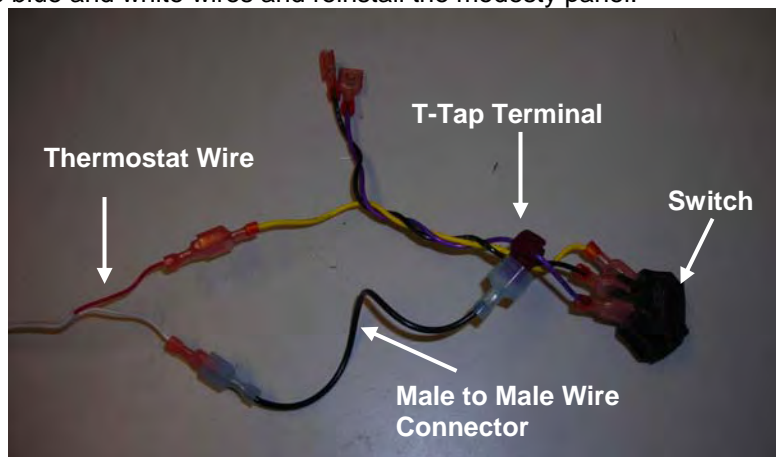 blue and white wires and reinstall the modesty panel.
T-Tap Terminal
Thermostat Wire
Switch
Male to Male Wire
Connector